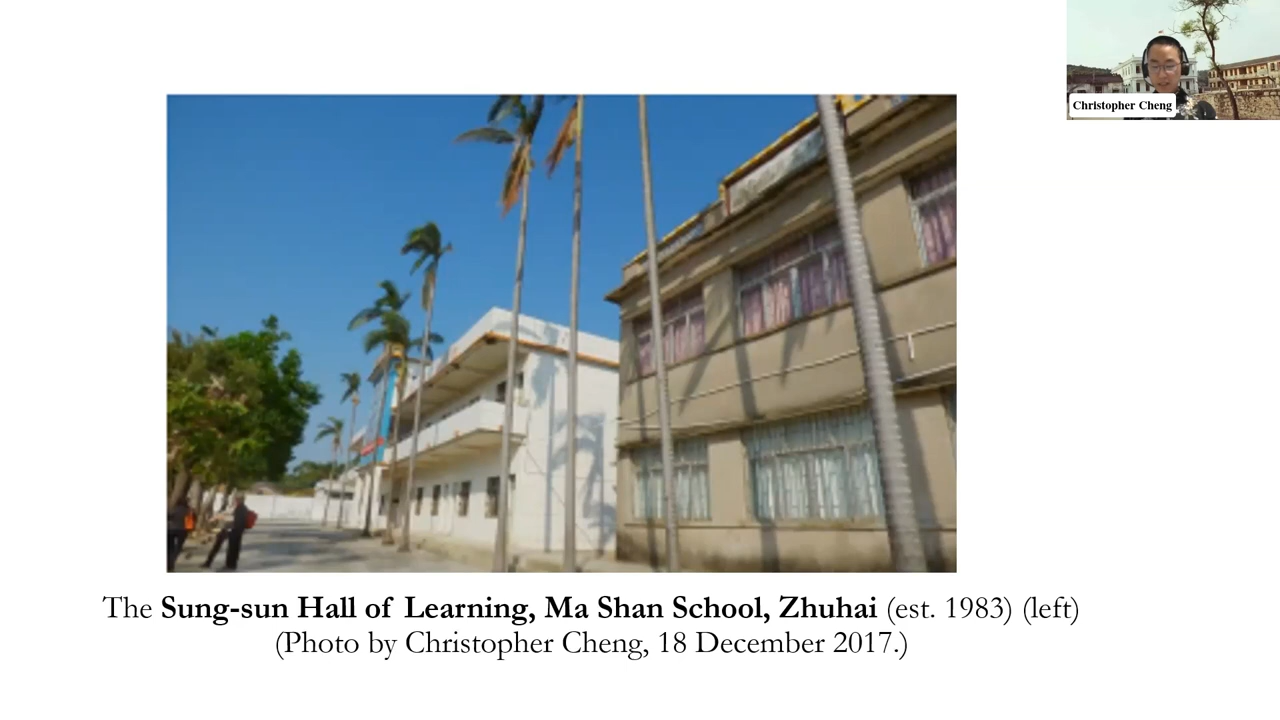 Christopher Cheng
The Sung-sun Hall of Learning, Ma Shan School, Zhuhai (est. 1983) (left)
(Photo by Christopher Cheng, 18 December 2017.)